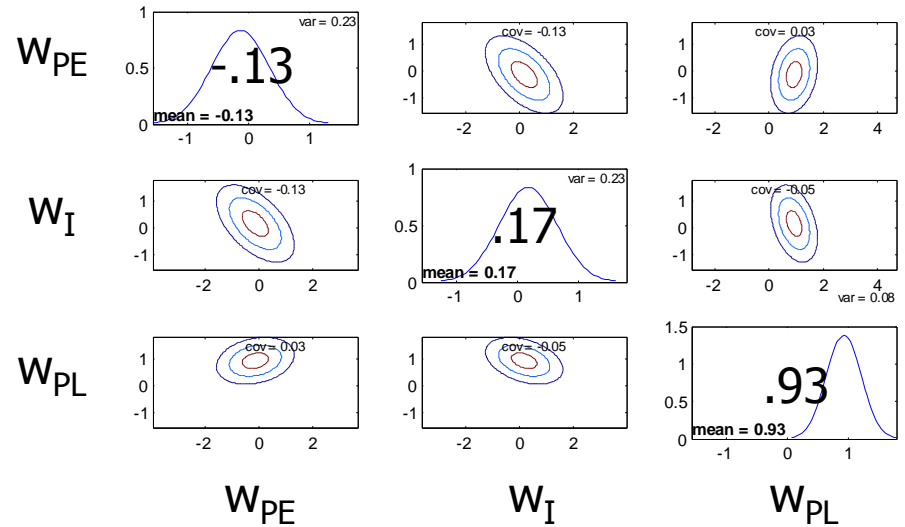 W_PE
var = 0.23
-.13
mean = -0.13
1
0.5
0
-1 0 1
cov = -0.13
1
0
-1
-2 0 2
cov = 0.03
1
0
-1
-2 0 2 4
W_I
cov = -0.13
1
0
-1
-2 0 2
var = 0.23
.17
mean = 0.17
1
0.5
0
-1 0 1
cov = -0.05
1
0
-1
-2 0 2 4
var = 0.08
W_PL
cov = 0.03
1
0
-1
-2 0 2
cov = -0.05
1
0
-1
-2 0 2
1.5
1
0.5
0
.93
mean = 0.93
-1 0 1
W_PE W_I W_PL